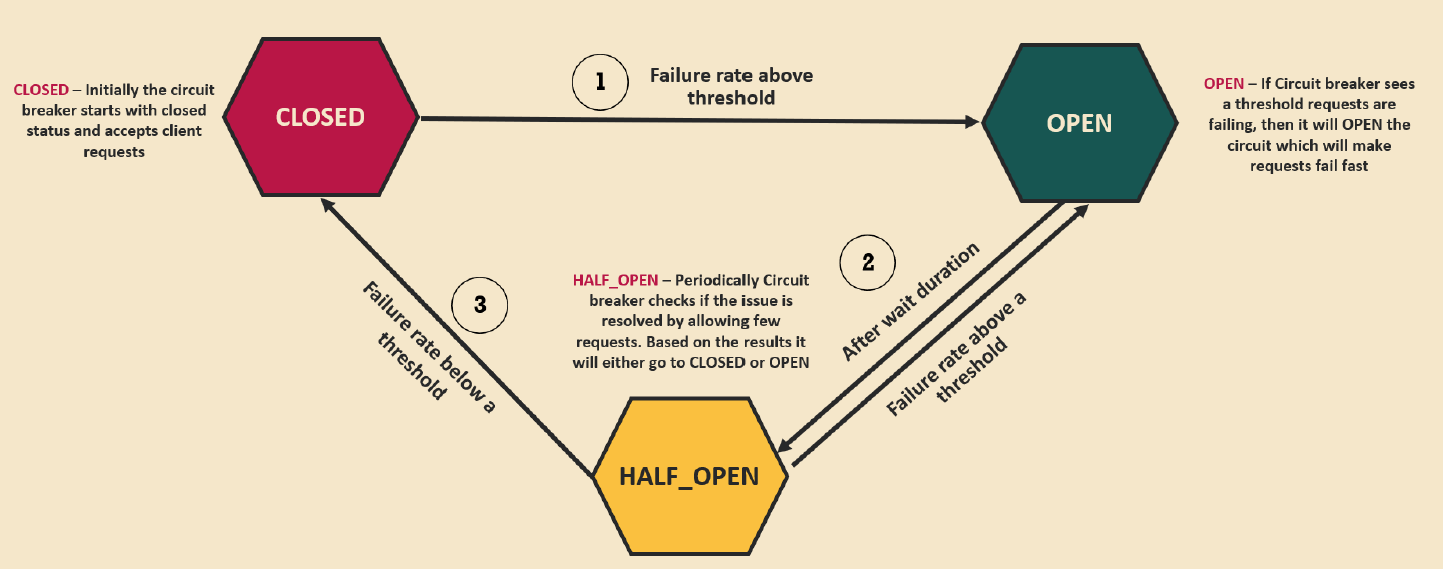 CLOSED – Initially the circuit
breaker starts with closed
status and accepts client
requests
CLOSED
1
Failure rate above
threshold
OPEN
OPEN – If Circuit breaker sees
a threshold requests are
failing, then it will OPEN the
circuit which will make
requests fail fast
3
Failure rate below a
threshold
HALF_OPEN – Periodically Circuit
breaker checks if the issue is
resolved by allowing few
requests. Based on the results it
will either go to CLOSED or OPEN
2
After wait duration
Failure rate above a
threshold
HALF_OPEN